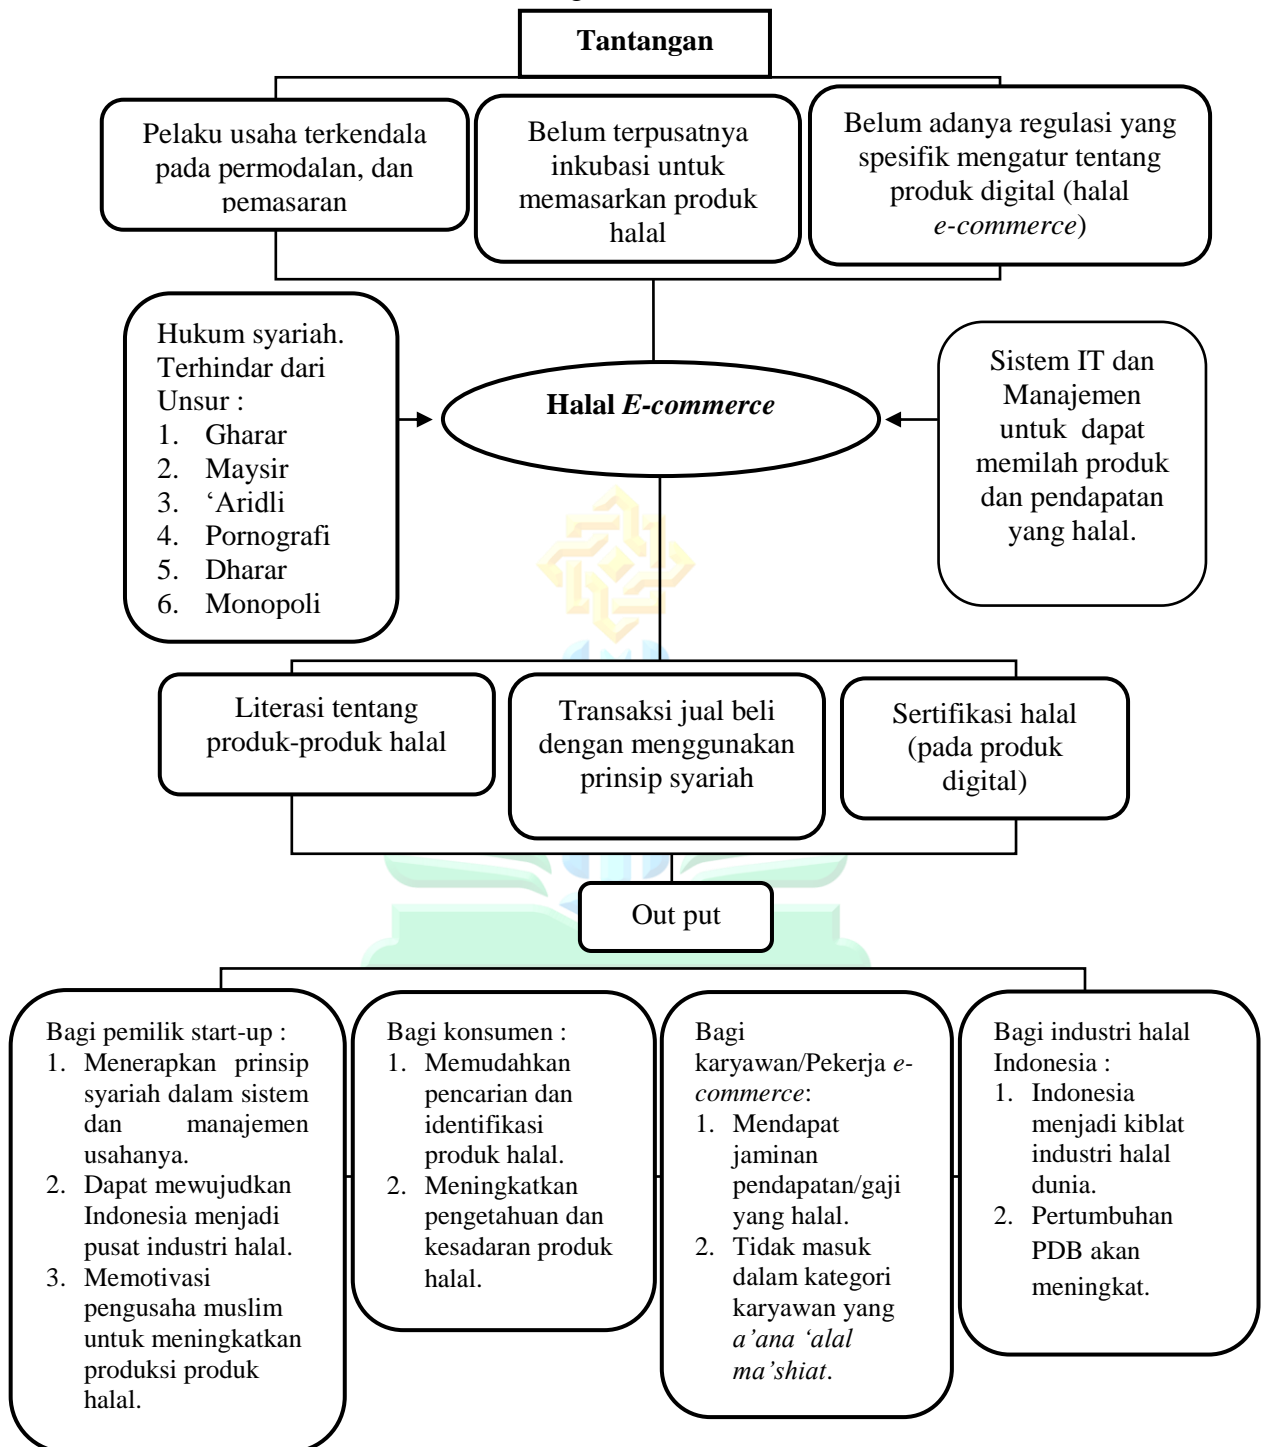 Tantangan
Pelaku usaha terkendala
pada permodalan, dan
pemasaran
Belum terpusatnya
inkubasi untuk
memasarkan produk
halal
Belum adanya regulasi yang
spesifik mengatur tentang
produk digital (halal
e-commerce)
Hukum syariah.
Terhindar dari
Unsur :
1. Gharar
2. Maysir
3. ‘Aridli
4. Pornografi
5. Dharar
6. Monopoli
Halal E-commerce
Sistem IT dan
Manajemen
untuk dapat
memilah produk
dan pendapatan
yang halal.
Literasi tentang
produk-produk halal
Transaksi jual beli
dengan menggunakan
prinsip syariah
Sertifikasi halal
(pada produk
digital)
Out put
Bagi pemilik start-up :
1. Menerapkan prinsip
syariah dalam sistem
dan manajemen
usahanya.
2. Dapat mewujudkan
Indonesia menjadi
pusat industri halal.
3. Memotivasi
pengusaha muslim
untuk meningkatkan
produksi produk
halal.
Bagi konsumen :
1. Memudahkan
pencarian dan
identifikasi
produk halal.
2. Meningkatkan
pengetahuan dan
kesadaran produk
halal.
Bagi
karyawan/Pekerja e-
commerce:
1. Mendapat
jaminan
pendapatan/gaji
yang halal.
2. Tidak masuk
dalam kategori
karyawan yang
a’ana ‘alal
ma’shiat.
Bagi industri halal
Indonesia :
1. Indonesia
menjadi kiblat
industri halal
dunia.
2. Pertumbuhan
PDB akan
meningkat.